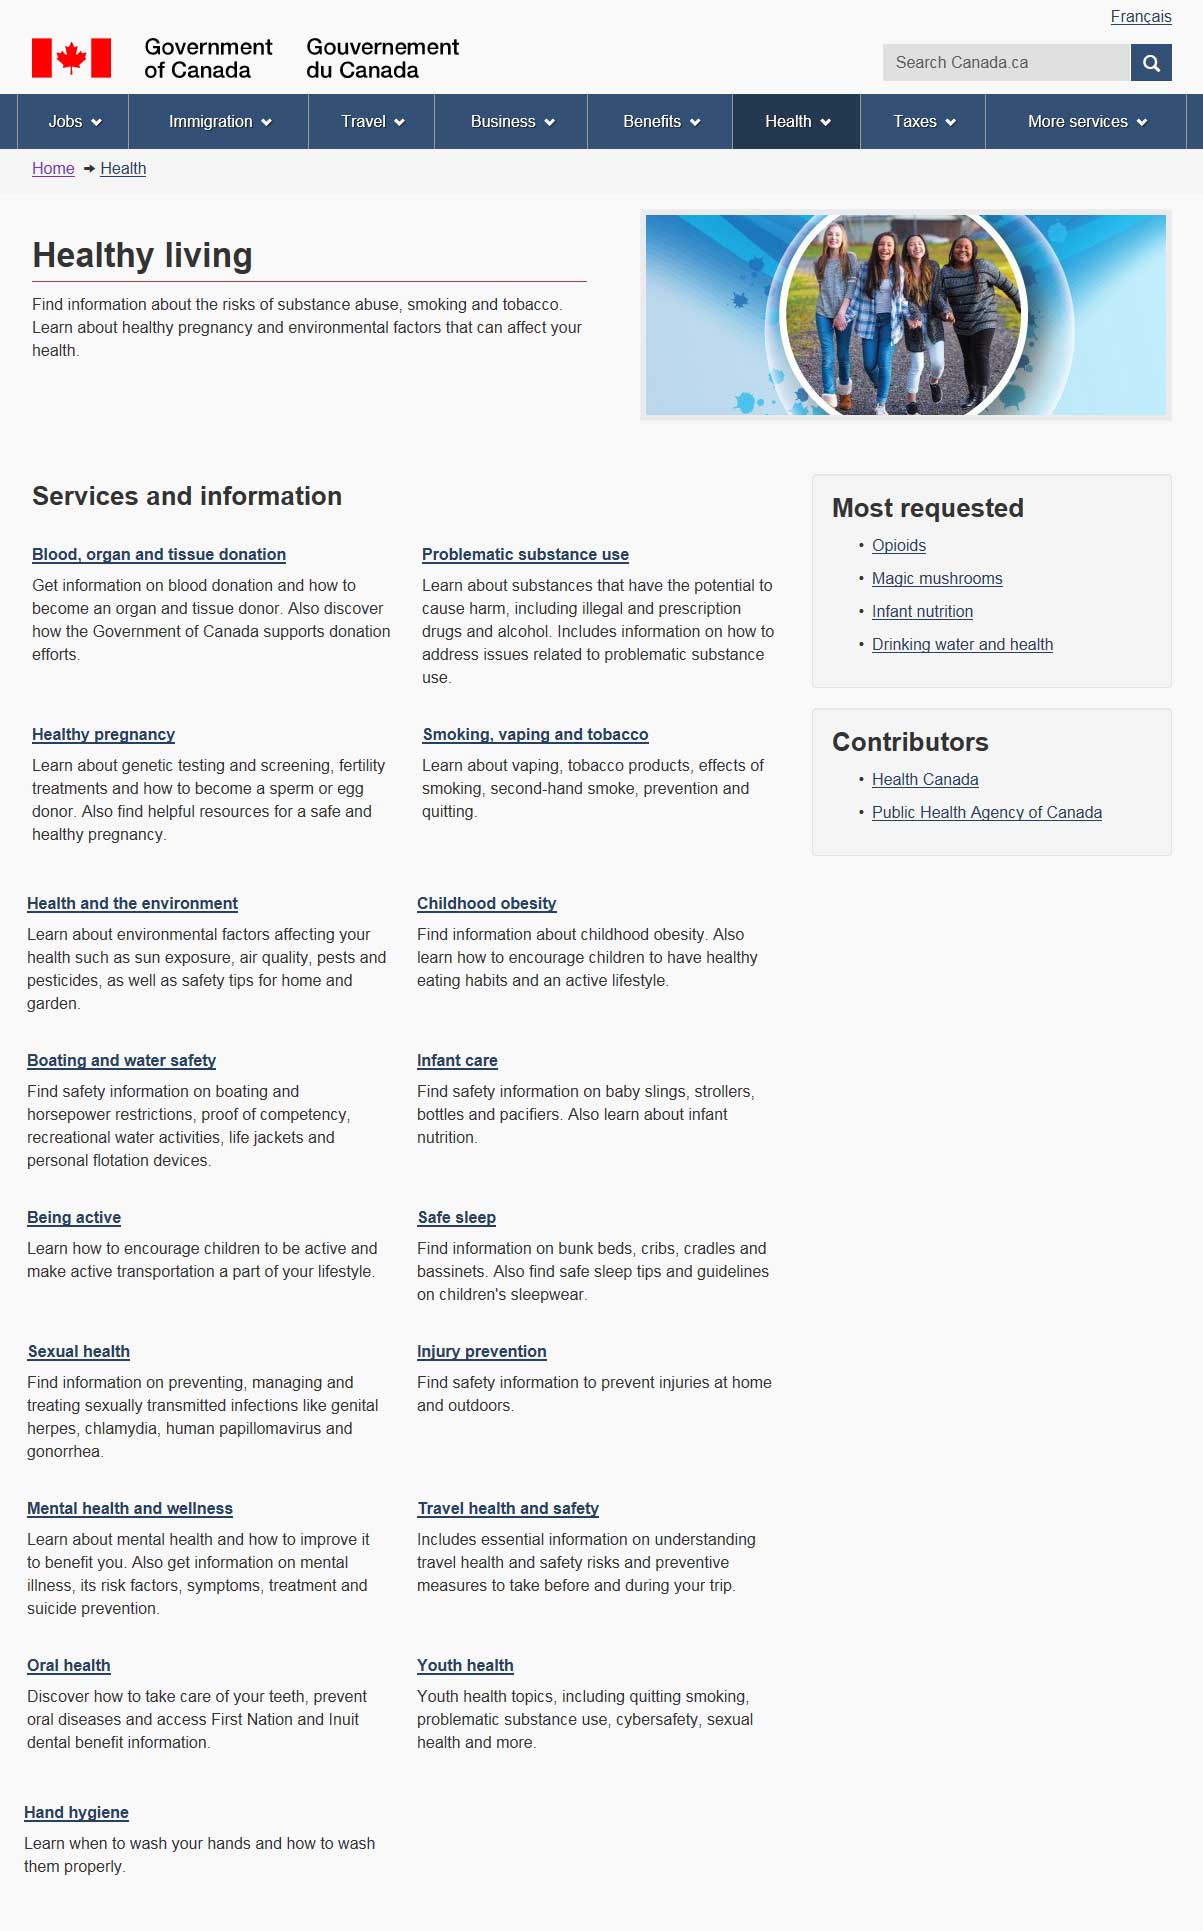 Français
Government
of Canada
Gouvernement
du Canada
Search Canada.ca
Jobs
Immigration
Travel
Business
Benefits
Health
Taxes
More services
Home
Health
Healthy living
Find information about the risks of substance abuse, smoking and tobacco.
Learn about healthy pregnancy and environmental factors that can affect your
health.
Services and information
Blood, organ and tissue donation
Get information on blood donation and how to
become an organ and tissue donor. Also discover
how the Government of Canada supports donation
efforts.
Problematic substance use
Learn about substances that have the potential to
cause harm, including illegal and prescription
drugs and alcohol. Includes information on how to
address issues related to problematic substance
use.
Healthy pregnancy
Learn about genetic testing and screening, fertility
treatments and how to become a sperm or egg
donor. Also find helpful resources for a safe and
healthy pregnancy.
Smoking, vaping and tobacco
Learn about vaping, tobacco products, effects of
smoking, second-hand smoke, prevention and
quitting.
Health and the environment
Learn about environmental factors affecting your
health such as sun exposure, air quality, pests and
pesticides, as well as safety tips for home and
garden.
Childhood obesity
Find information about childhood obesity. Also
learn how to encourage children to have healthy
eating habits and an active lifestyle.
Boating and water safety
Find safety information on boating and
horsepower restrictions, proof of competency,
recreational water activities, life jackets and
personal flotation devices.
Infant care
Find safety information on baby slings, strollers,
bottles and pacifiers. Also learn about infant
nutrition.
Being active
Learn how to encourage children to be active and
make active transportation a part of your lifestyle.
Safe sleep
Find information on bunk beds, cribs, cradles and
bassinets. Also find safe sleep tips and guidelines
on children's sleepwear.
Sexual health
Find information on preventing, managing and
treating sexually transmitted infections like genital
herpes, chlamydia, human papillomavirus and
gonorrhea.
Injury prevention
Find safety information to prevent injuries at home
and outdoors.
Mental health and wellness
Learn about mental health and how to improve it
to benefit you. Also get information on mental
illness, its risk factors, symptoms, treatment and
suicide prevention.
Travel health and safety
Includes essential information on understanding
travel health and safety risks and preventive
measures to take before and during your trip.
Oral health
Discover how to take care of your teeth, prevent
oral diseases and access First Nation and Inuit
dental benefit information.
Youth health
Youth health topics, including quitting smoking,
problematic substance use, cybersafety, sexual
health and more.
Hand hygiene
Learn when to wash your hands and how to wash
them properly.
Most requested
• Opioids
• Magic mushrooms
• Infant nutrition
• Drinking water and health
Contributors
• Health Canada
• Public Health Agency of Canada